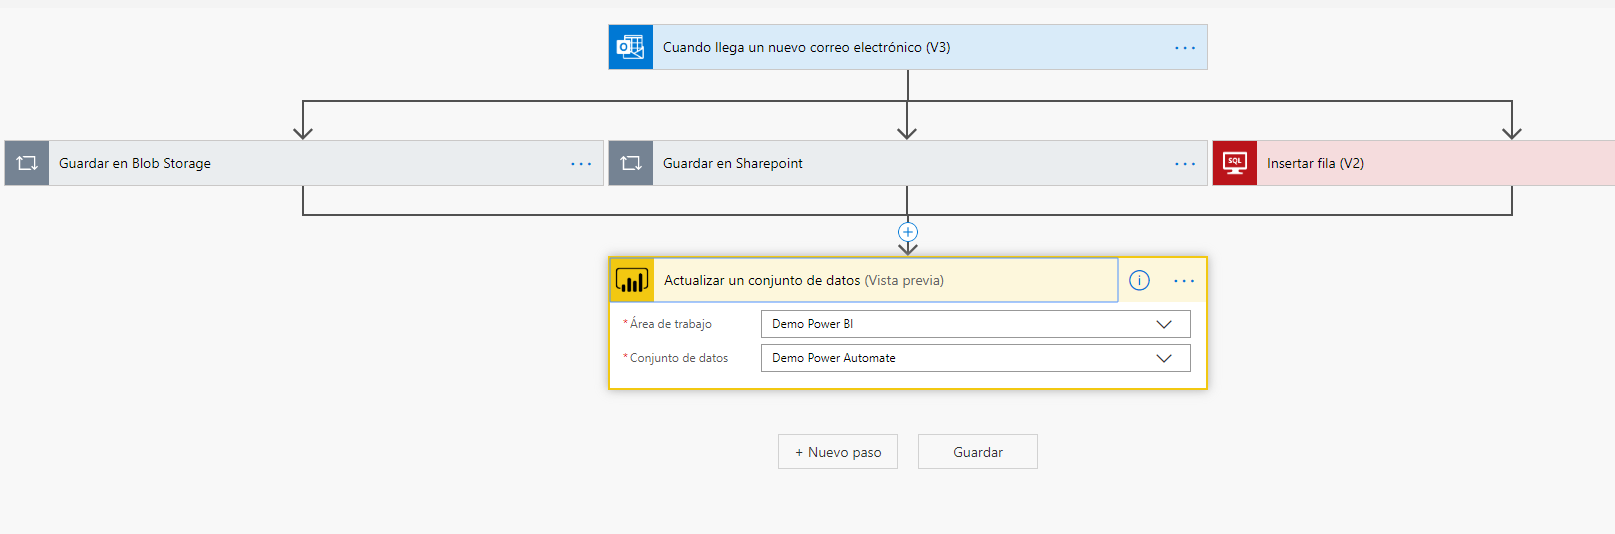 Cuando llega un nuevo correo electrónico (V3)
Guardar en Blob Storage
Guardar en Sharepoint
SQL
Insertar fila (V2)
Actualizar un conjunto de datos (Vista previa)
* Área de trabajo
Demo Power BI
* Conjunto de datos
Demo Power Automate
+ Nuevo paso
Guardar